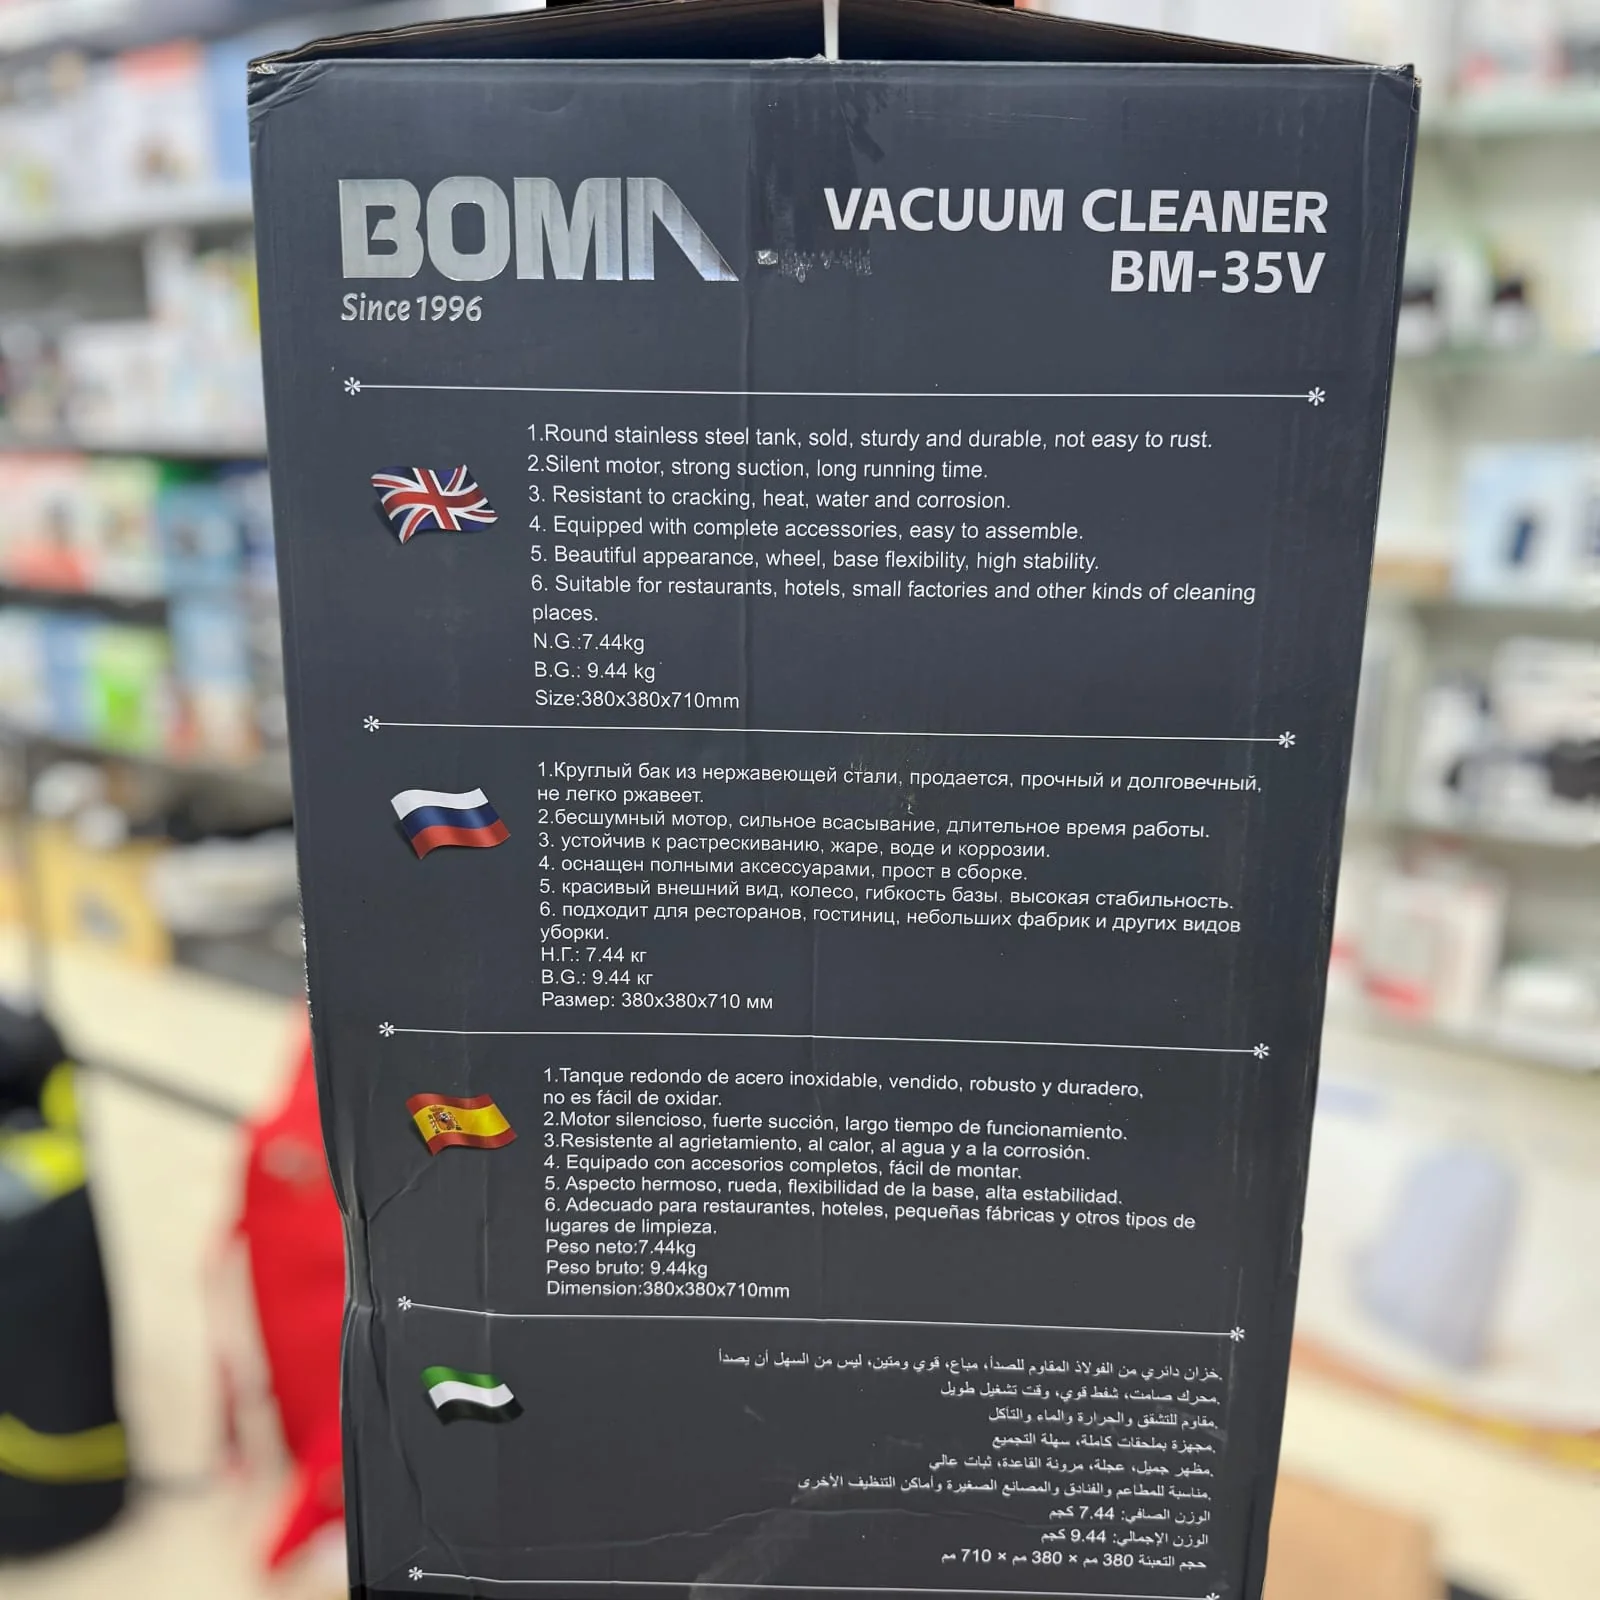 BOMA
Since 1996
VACUUM CLEANER
BM-35V
1.Round stainless steel tank, sold, sturdy and durable, not easy to rust.
2.Silent motor, strong suction, long running time.
3. Resistant to cracking, heat, water and corrosion.
4. Equipped with complete accessories, easy to assemble.
5. Beautiful appearance, wheel, base flexibility, high stability.
6. Suitable for restaurants, hotels, small factories and other kinds of cleaning
places.
N.G.:7.44kg
B.G.: 9.44 kg
Size:380x380x710mm
1.Круглый бак из нержавеющей стали, продается, прочный и долговечный,
не легко ржавеет.
2.бесшумный мотор, сильное всасывание, длительное время работы.
3. устойчив к растрескиванию, жаре, воде и коррозии.
4. оснащен полными аксессуарами, прост в сборке.
5. красивый внешний вид, колесо, гибкость базы, высокая стабильность.
6. подходит для ресторанов, гостиниц, небольших фабрик и других видов
уборки.
Н.Г.: 7.44 кг
B.G.: 9.44 кг
Размер: 380x380x710 мм
1.Tanque redondo de acero inoxidable, vendido, robusto y duradero,
no es fácil de oxidar.
2.Motor silencioso, fuerte succión, largo tiempo de funcionamiento.
3.Resistente al agrietamiento, al calor, al agua y a la corrosión.
4. Equipado con accesorios completos, fácil de montar.
5. Aspecto hermoso, rueda, flexibilidad de la base, alta estabilidad.
6. Adecuado para restaurantes, hoteles, pequeñas fábricas y otros tipos de
lugares de limpieza.
Peso neto:7.44kg
Peso bruto: 9.44kg
Dimension:380x380x710mm
.خزان دائري من الفولاذ المقاوم للصدأ، مباع، قوي ومتين، ليس من السهل أن يصدأ
.محرك صامت، شفط قوي، وقت تشغيل طويل
.مقاوم للتشقق والحرارة والماء والتآكل
.مجهزة بملحقات كاملة، سهلة التجميع
.مظهر جميل، عجلة، مرونة القاعدة، ثبات عالي
.مناسبة للمطاعم والفنادق والمصانع الصغيرة وأماكن التنظيف الأخرى
الوزن الصافي: 7.44 كجم
الوزن الإجمالي: 9.44 كجم
حجم التعبئة 380 مم × 380 مم × 710 مم